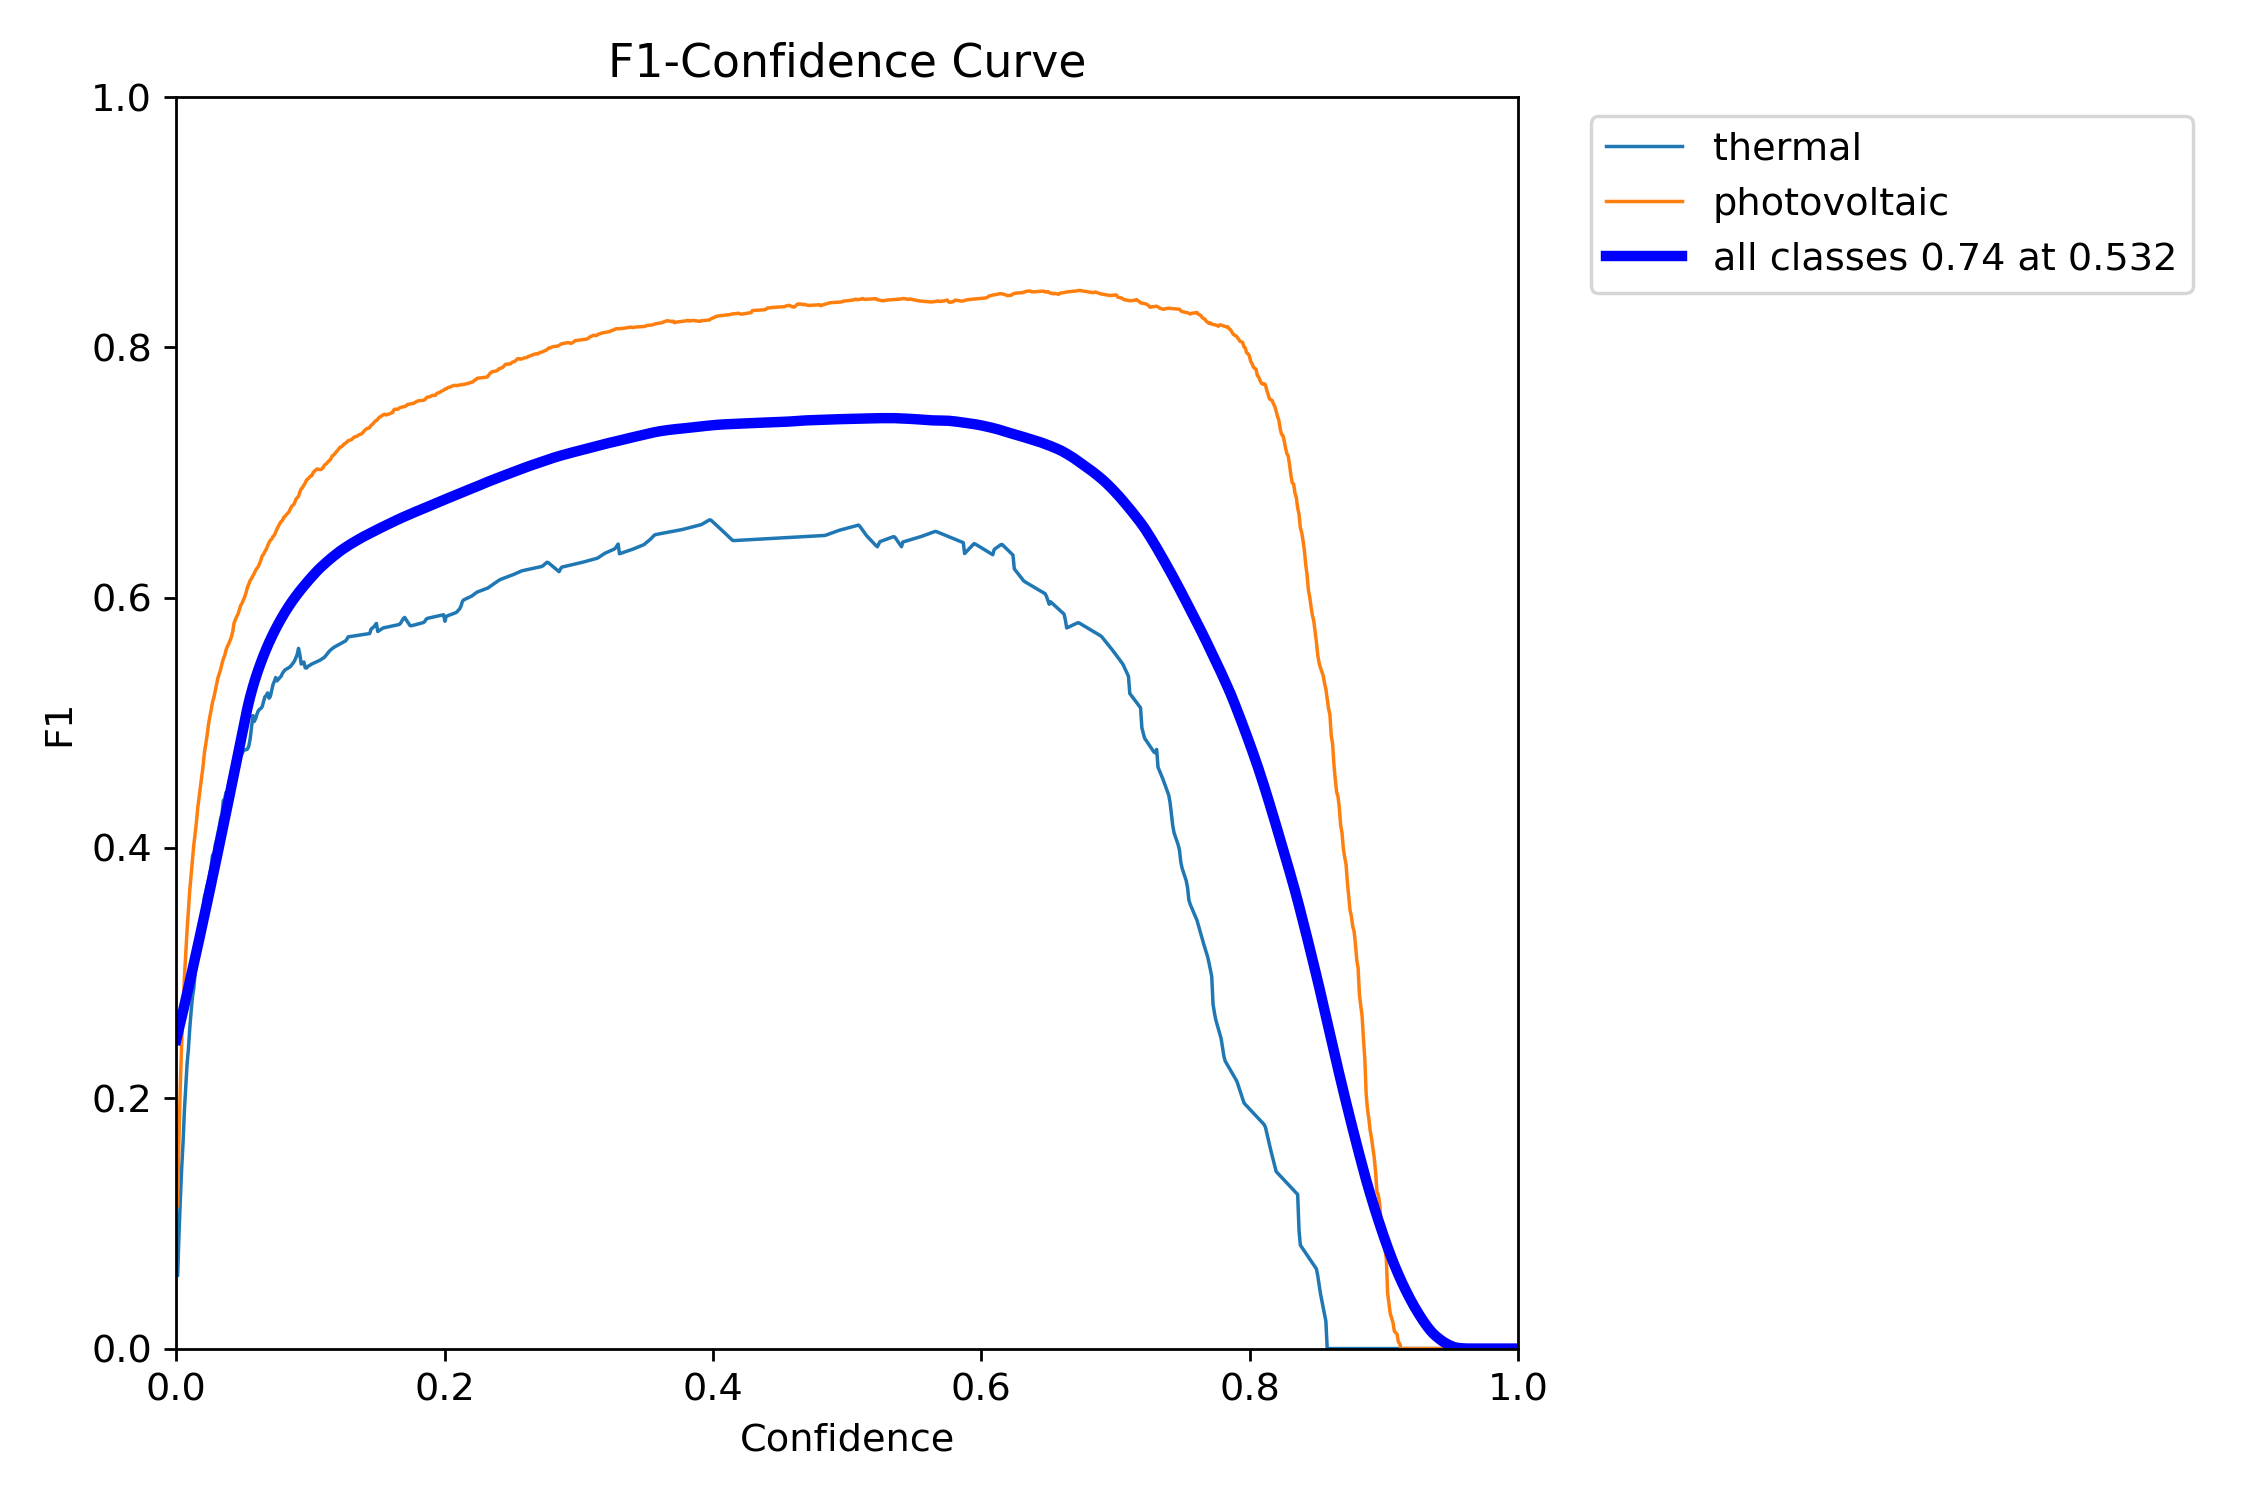 F1-Confidence Curve
1.0
0.8
0.6
0.4
0.2
0.0
F1
0.0 0.2 0.4 0.6 0.8 1.0
Confidence
thermal
photovoltaic
all classes 0.74 at 0.532